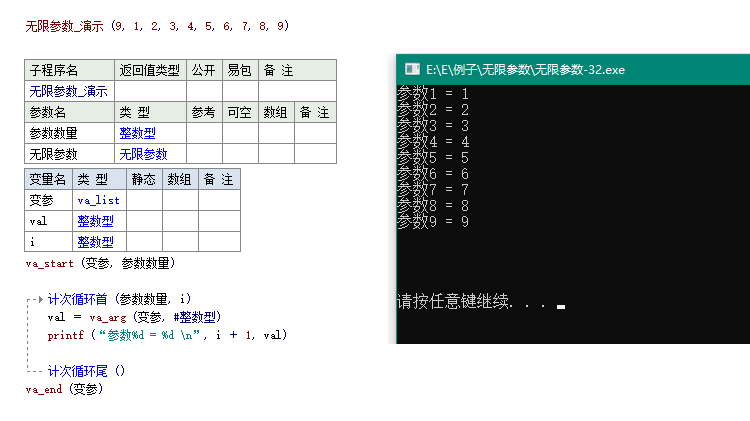 无限参数_演示 (9, 1, 2, 3, 4, 5, 6, 7, 8, 9)
子程序名 返回值类型 公开 易包 备 注
无限参数_演示
参数名 类 型 参考 可空 数组 备 注
参数数量 整数型
无限参数 无限参数
变量名 类 型 静态 数组 备 注
变参 va_list
val 整数型
i 整数型
va_start (变参, 参数数量)
计次循环首 (参数数量, i)
val = va_arg (变参, #整数型)
printf (“参数%d = %d \n”, i + 1, val)
计次循环尾 ()
va_end (变参)
E:\E\例子\无限参数\无限参数-32.exe
参数1 = 1
参数2 = 2
参数3 = 3
参数4 = 4
参数5 = 5
参数6 = 6
参数7 = 7
参数8 = 8
参数9 = 9
请按任意键继续. . .